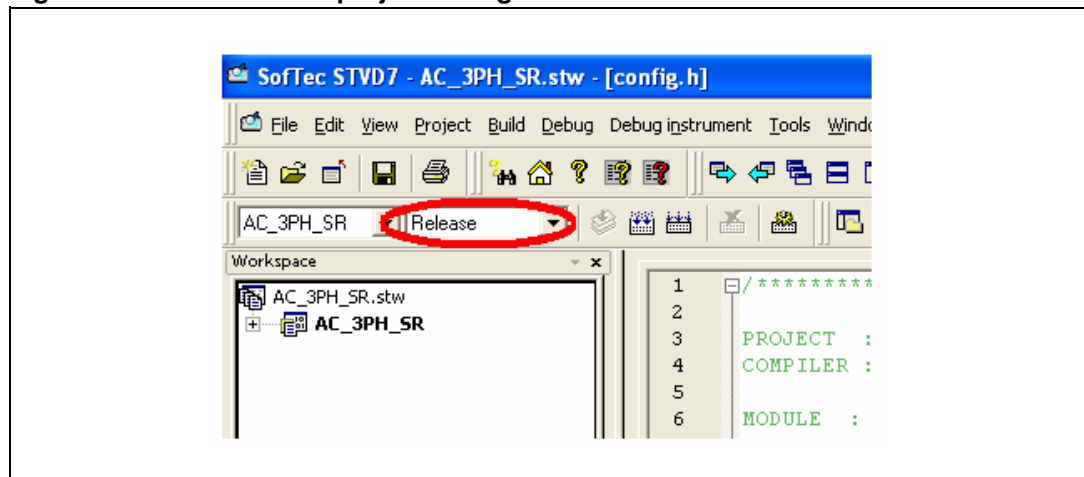 SofTec STVD7 - AC_3PH_SR.stw - [config.h]
File Edit View Project Build Debug Debug instrument Tools
AC_3PH_SR Release
Workspace
AC_3PH_SR.stw
AC_3PH_SR
1 /*********
2
3 PROJECT :
4 COMPILER :
5
6 MODULE :